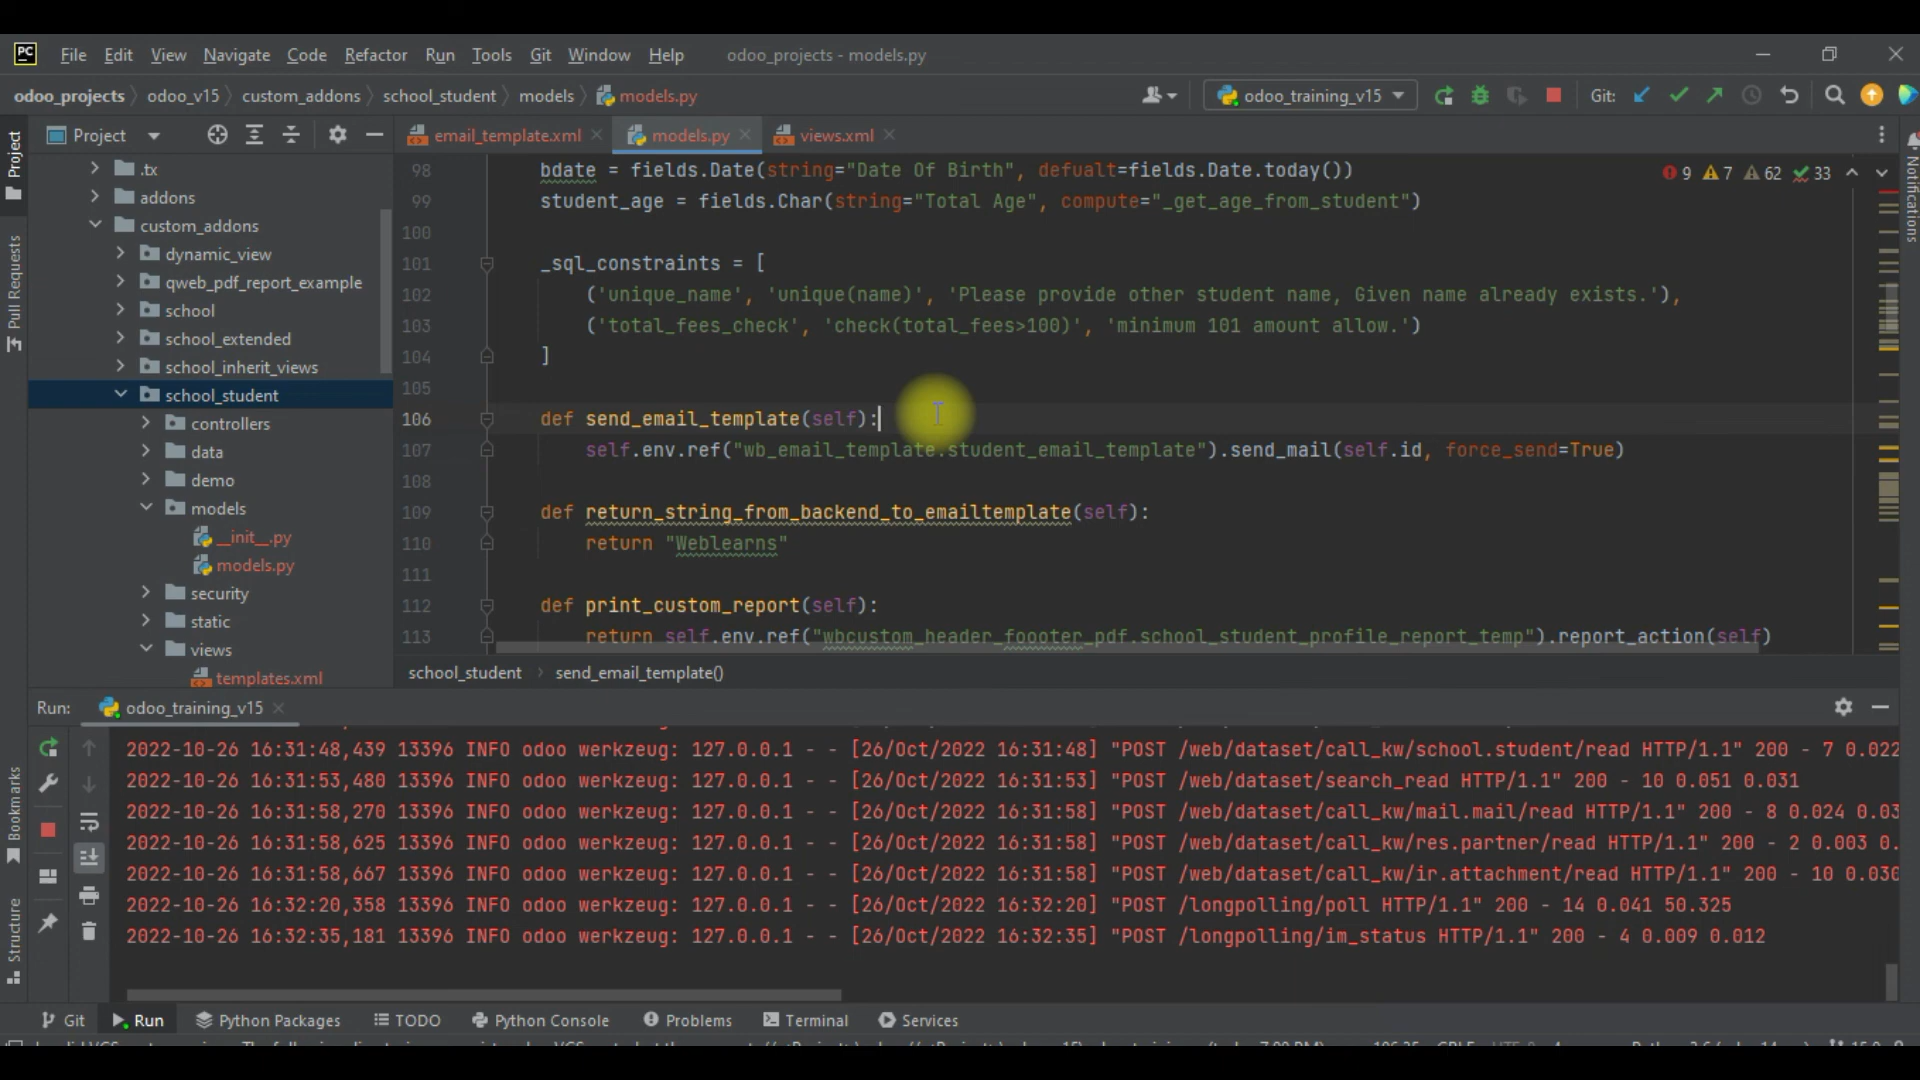 PC File Edit View Navigate Code Refactor Run Tools Git Window Help odoo_projects - models.py
odoo_projects odoo_v15 custom_addons school_student models models.py odoo_training_v15 Git:
Project
email_template.xml models.py views.xml
Project
Pull Requests
Bookmarks
Structure
Notifications
.tx
addons
custom_addons
dynamic_view
qweb_pdf_report_example
school
school_extended
school_inherit_views
school_student
controllers
data
demo
models
__init__.py
models.py
security
static
views
templates.xml
9 7 62 33
98 bdate = fields.Date(string="Date Of Birth", defualt=fields.Date.today())
99 student_age = fields.Char(string="Total Age", compute="_get_age_from_student")
100
101 _sql_constraints = [
102 ('unique_name', 'unique(name)', 'Please provide other student name, Given name already exists.'),
103 ('total_fees_check', 'check(total_fees>100)', 'minimum 101 amount allow.')
104 ]
105
106 def send_email_template(self):
107 self.env.ref("wb_email_template.student_email_template").send_mail(self.id, force_send=True)
108
109 def return_string_from_backend_to_emailtemplate(self):
110 return "Weblearns"
111
112 def print_custom_report(self):
113 return self.env.ref("wbcustom_header_foooter_pdf.school_student_profile_report_temp").report_action(self)
school_student send_email_template()
Run: odoo_training_v15
2022-10-26 16:31:48,439 13396 INFO odoo werkzeug: 127.0.0.1 - - [26/Oct/2022 16:31:48] "POST /web/dataset/call_kw/school.student/read HTTP/1.1" 200 - 7 0.022
2022-10-26 16:31:53,480 13396 INFO odoo werkzeug: 127.0.0.1 - - [26/Oct/2022 16:31:53] "POST /web/dataset/search_read HTTP/1.1" 200 - 10 0.051 0.031
2022-10-26 16:31:58,270 13396 INFO odoo werkzeug: 127.0.0.1 - - [26/Oct/2022 16:31:58] "POST /web/dataset/call_kw/mail.mail/read HTTP/1.1" 200 - 8 0.024 0.03
2022-10-26 16:31:58,625 13396 INFO odoo werkzeug: 127.0.0.1 - - [26/Oct/2022 16:31:58] "POST /web/dataset/call_kw/res.partner/read HTTP/1.1" 200 - 2 0.003 0.
2022-10-26 16:31:58,667 13396 INFO odoo werkzeug: 127.0.0.1 - - [26/Oct/2022 16:31:58] "POST /web/dataset/call_kw/ir.attachment/read HTTP/1.1" 200 - 10 0.030
2022-10-26 16:32:20,358 13396 INFO odoo werkzeug: 127.0.0.1 - - [26/Oct/2022 16:32:20] "POST /longpolling/poll HTTP/1.1" 200 - 14 0.041 50.325
2022-10-26 16:32:35,181 13396 INFO odoo werkzeug: 127.0.0.1 - - [26/Oct/2022 16:32:35] "POST /longpolling/im_status HTTP/1.1" 200 - 4 0.009 0.012
Git Run Python Packages TODO Python Console Problems Terminal Services